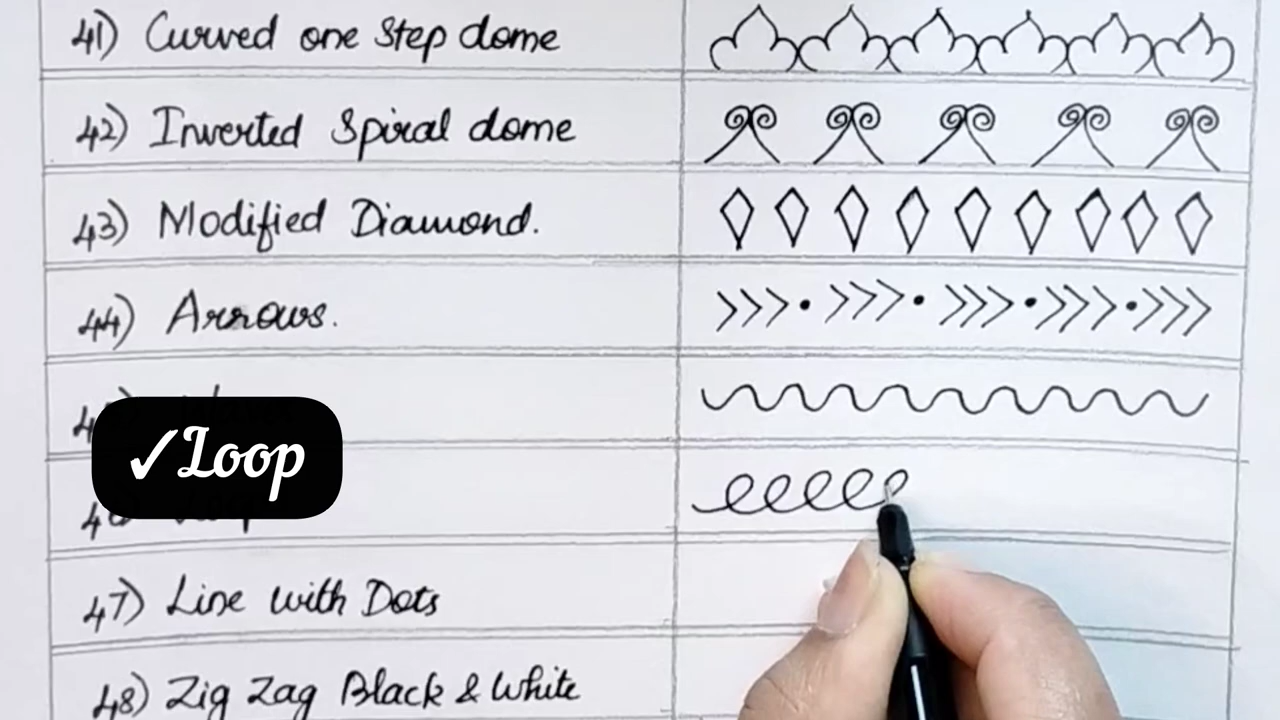 41) Curved one Step dome
42) Inverted Spiral dome
43) Modified Diamond.
44) Arrows.
✓Loop
47) Line with Dots
48) Zig Zag Black & White